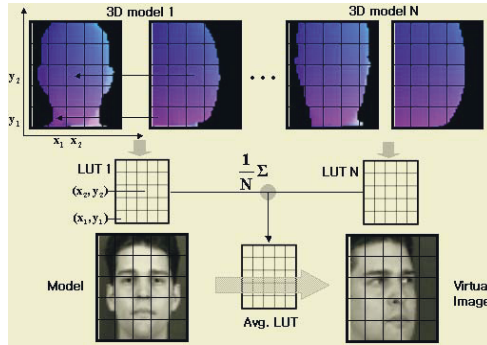 3D model 1
3D model N
y₂
y₁
x₁ x₂
LUT 1
1/N Σ
LUT N
(x₂, y₂)
(x₁, y₁)
Model
Avg. LUT
Virtual Image